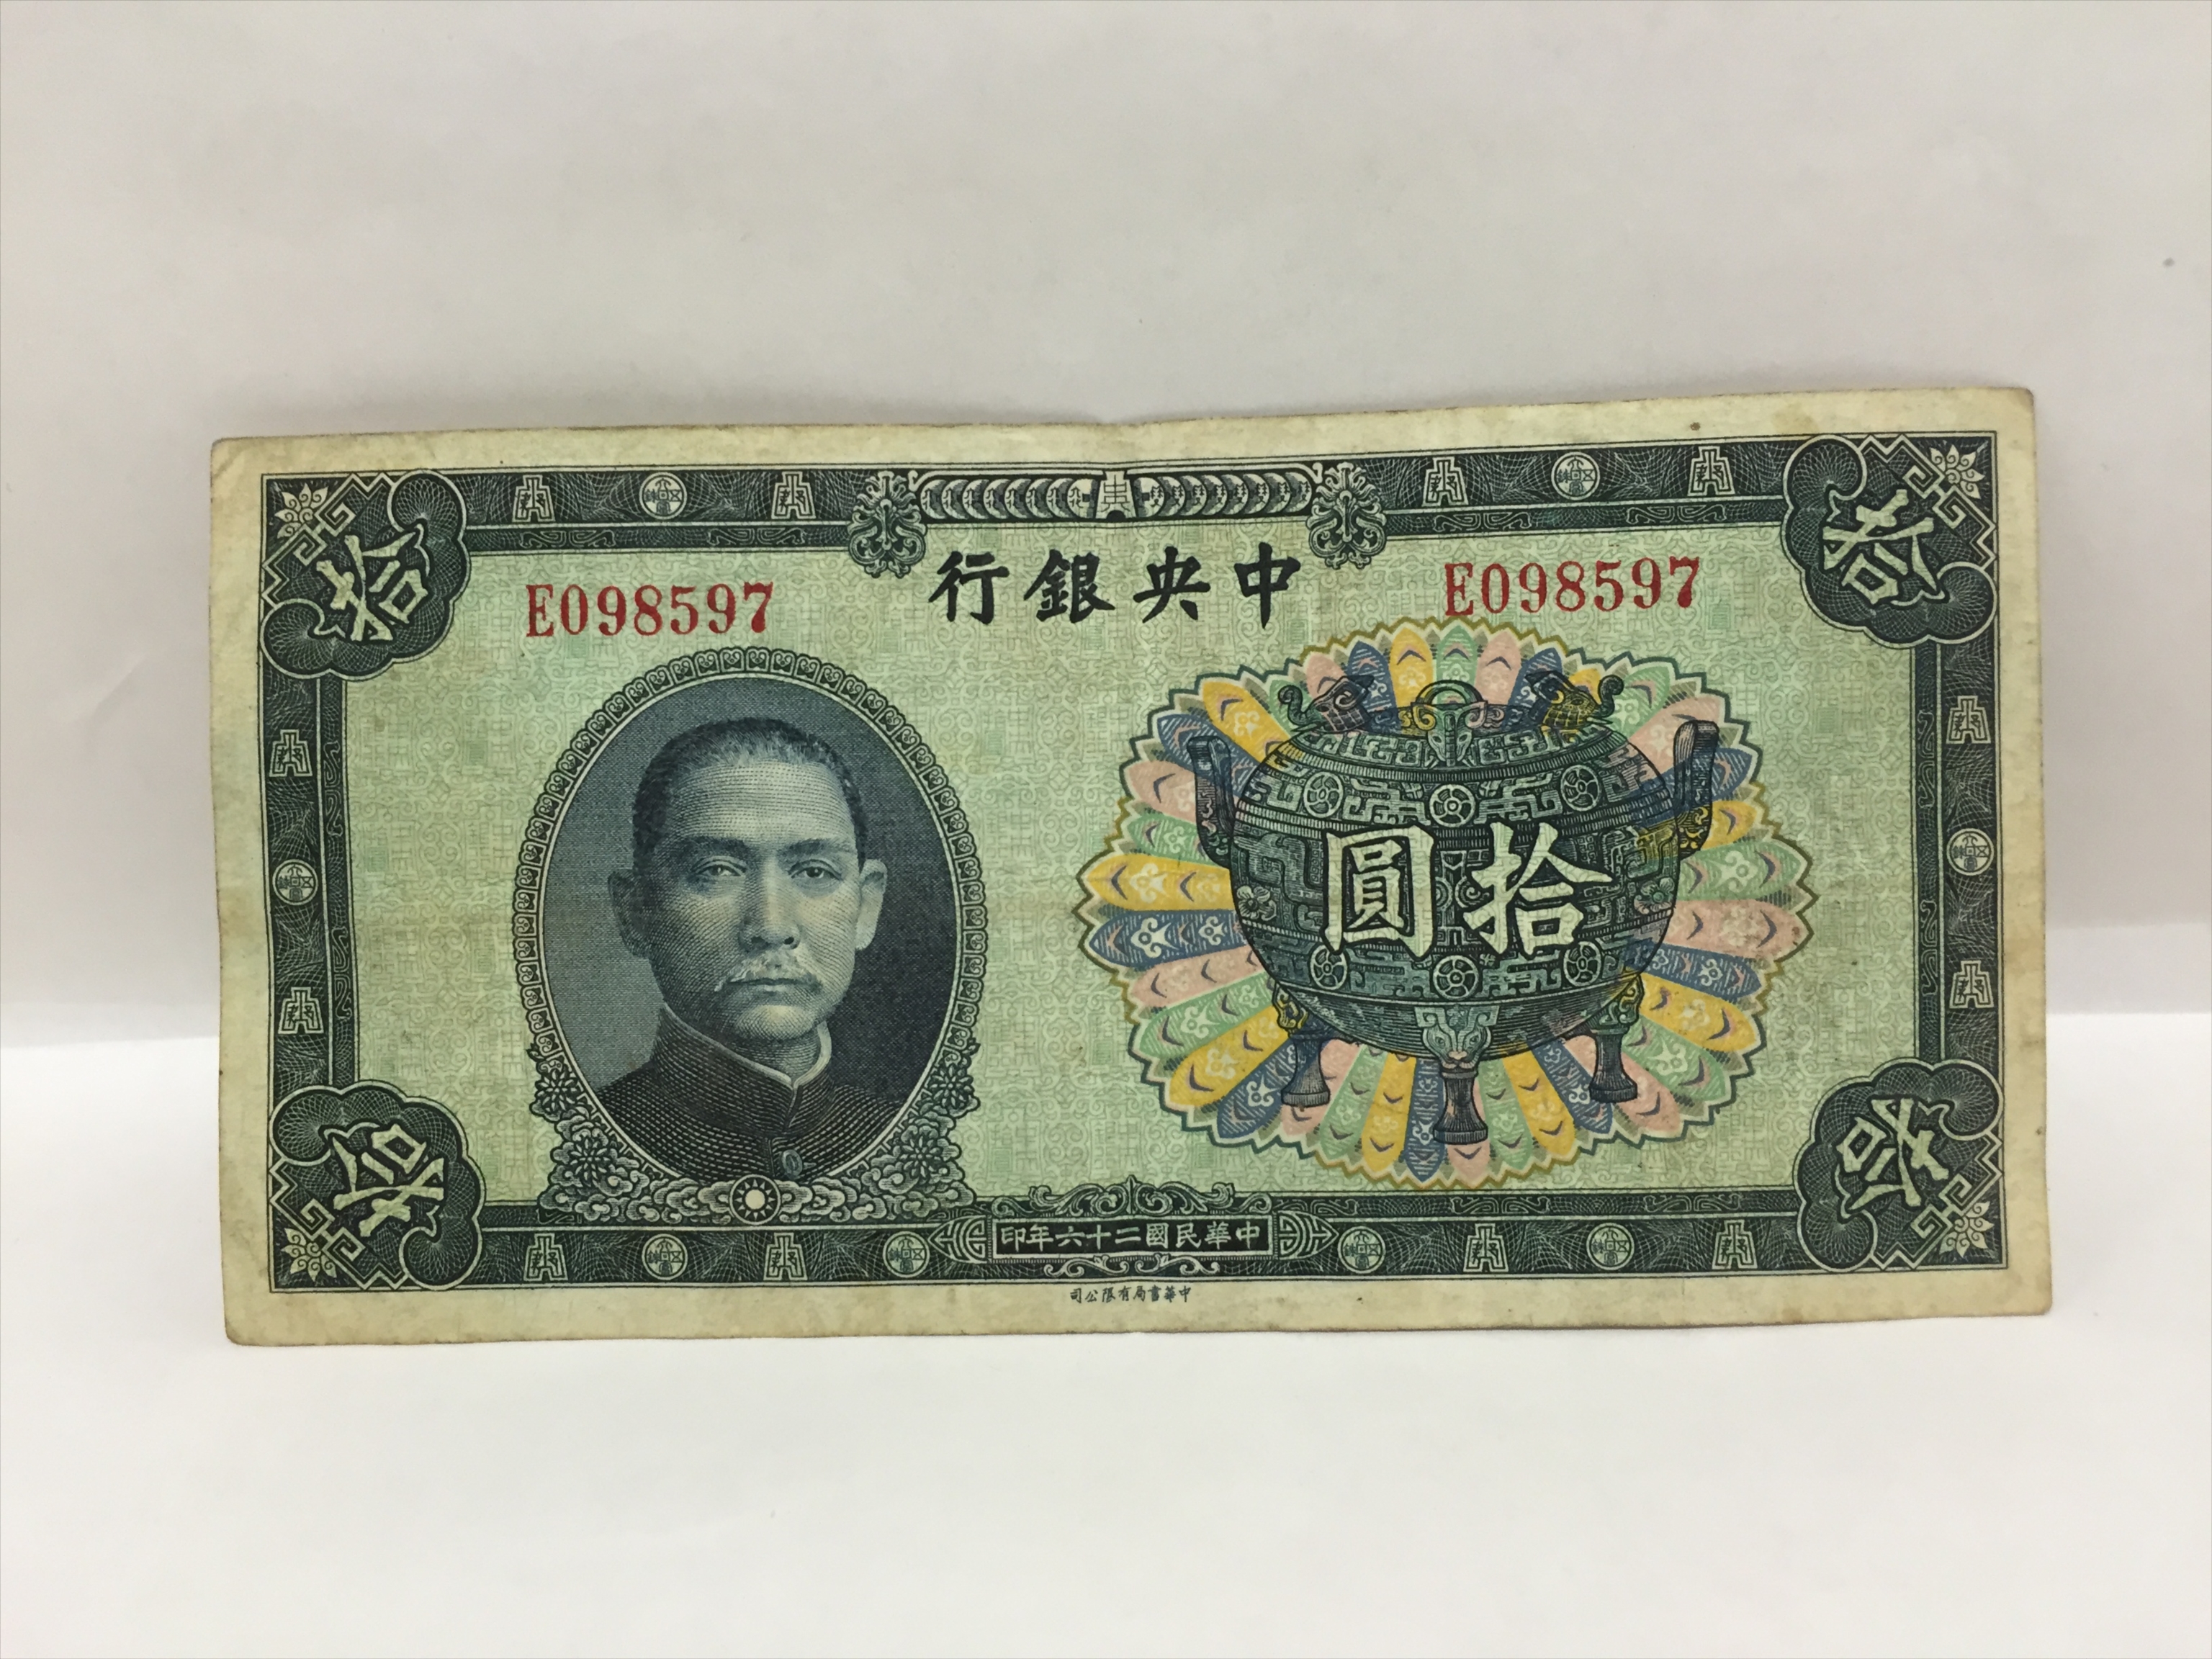 中央銀行
E098597
E098597
拾
拾
拾圓
拾
拾
中華民國二十六年印
中華書局有限公司